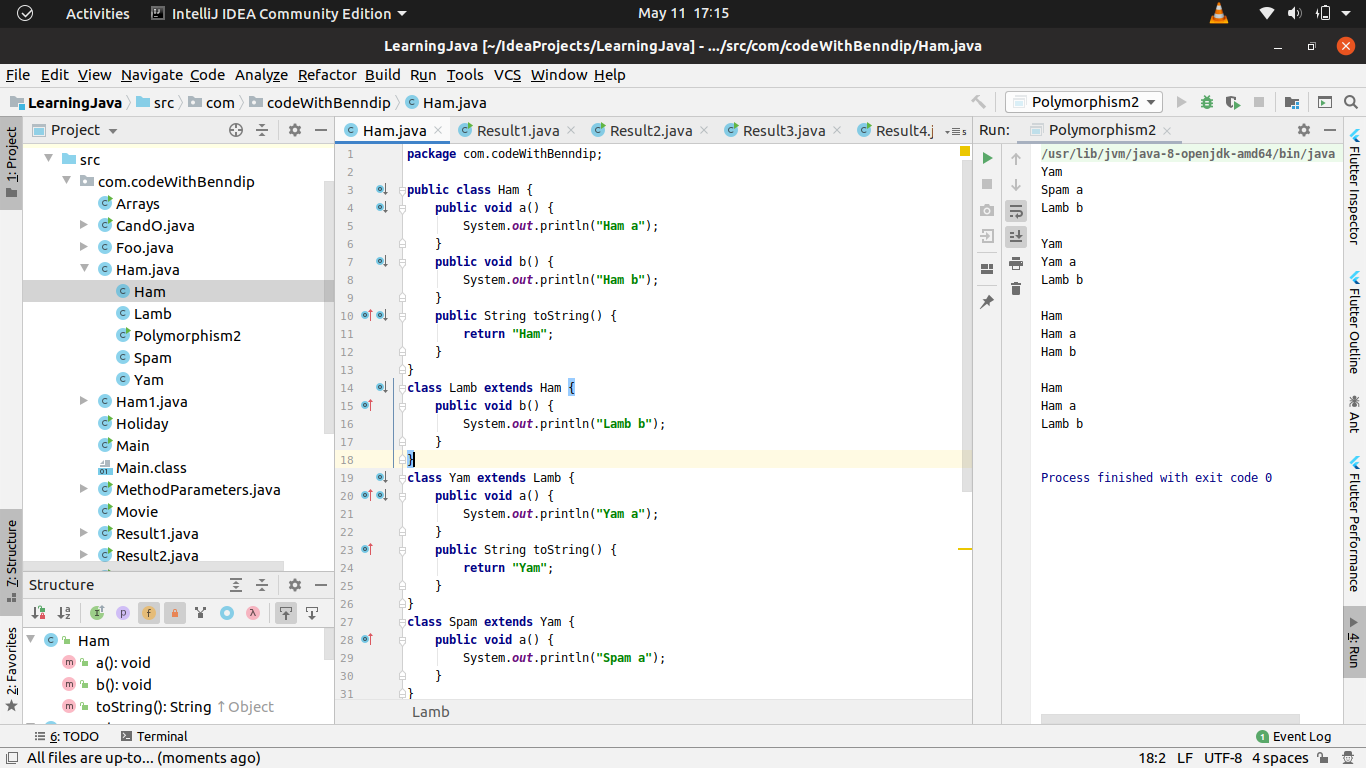 Activities IntelliJ IDEA Community Edition May 11 17:15
LearningJava [~/IdeaProjects/LearningJava] - .../src/com/codeWithBenndip/Ham.java
File Edit View Navigate Code Analyze Refactor Build Run Tools VCS Window Help
LearningJava src com codeWithBenndip Ham.java Polymorphism2
1: Project
7: Structure
2: Favorites
Project
src
com.codeWithBenndip
Arrays
CandO.java
Foo.java
Ham.java
Ham
Lamb
Polymorphism2
Spam
Yam
Ham1.java
Holiday
Main
Main.class
MethodParameters.java
Movie
Result1.java
Result2.java
Structure
Ham
a(): void
b(): void
toString(): String ↑Object
Ham.java Result1.java Result2.java Result3.java Result4.j
1 package com.codeWithBenndip;
2
3 public class Ham {
4 public void a() {
5 System.out.println("Ham a");
6 }
7 public void b() {
8 System.out.println("Ham b");
9 }
10 public String toString() {
11 return "Ham";
12 }
13 }
14 class Lamb extends Ham {
15 public void b() {
16 System.out.println("Lamb b");
17 }
18 }
19 class Yam extends Lamb {
20 public void a() {
21 System.out.println("Yam a");
22 }
23 public String toString() {
24 return "Yam";
25 }
26 }
27 class Spam extends Yam {
28 public void a() {
29 System.out.println("Spam a");
30 }
31 }
Lamb
Run: Polymorphism2
/usr/lib/jvm/java-8-openjdk-amd64/bin/java
Yam
Spam a
Lamb b
Yam
Yam a
Lamb b
Ham
Ham a
Ham b
Ham
Ham a
Lamb b
Process finished with exit code 0
Flutter Inspector
Flutter Outline
Ant
Flutter Performance
4: Run
6: TODO Terminal 1 Event Log
All files are up-to... (moments ago) 18:2 LF UTF-8 4 spaces